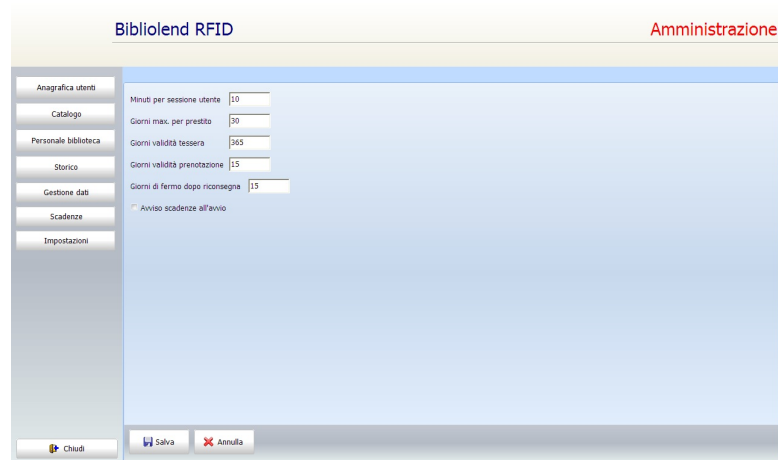 Bibliolend RFID
Amministrazione
Anagrafica utenti
Catalogo
Personale biblioteca
Storico
Gestione dati
Scadenze
Impostazioni
Chiudi
Minuti per sessione utente 10
Giorni max. per prestito 30
Giorni validità tessera 365
Giorni validità prenotazione 15
Giorni di fermo dopo riconsegna 15
Avviso scadenze all'avvio
Salva
Annulla